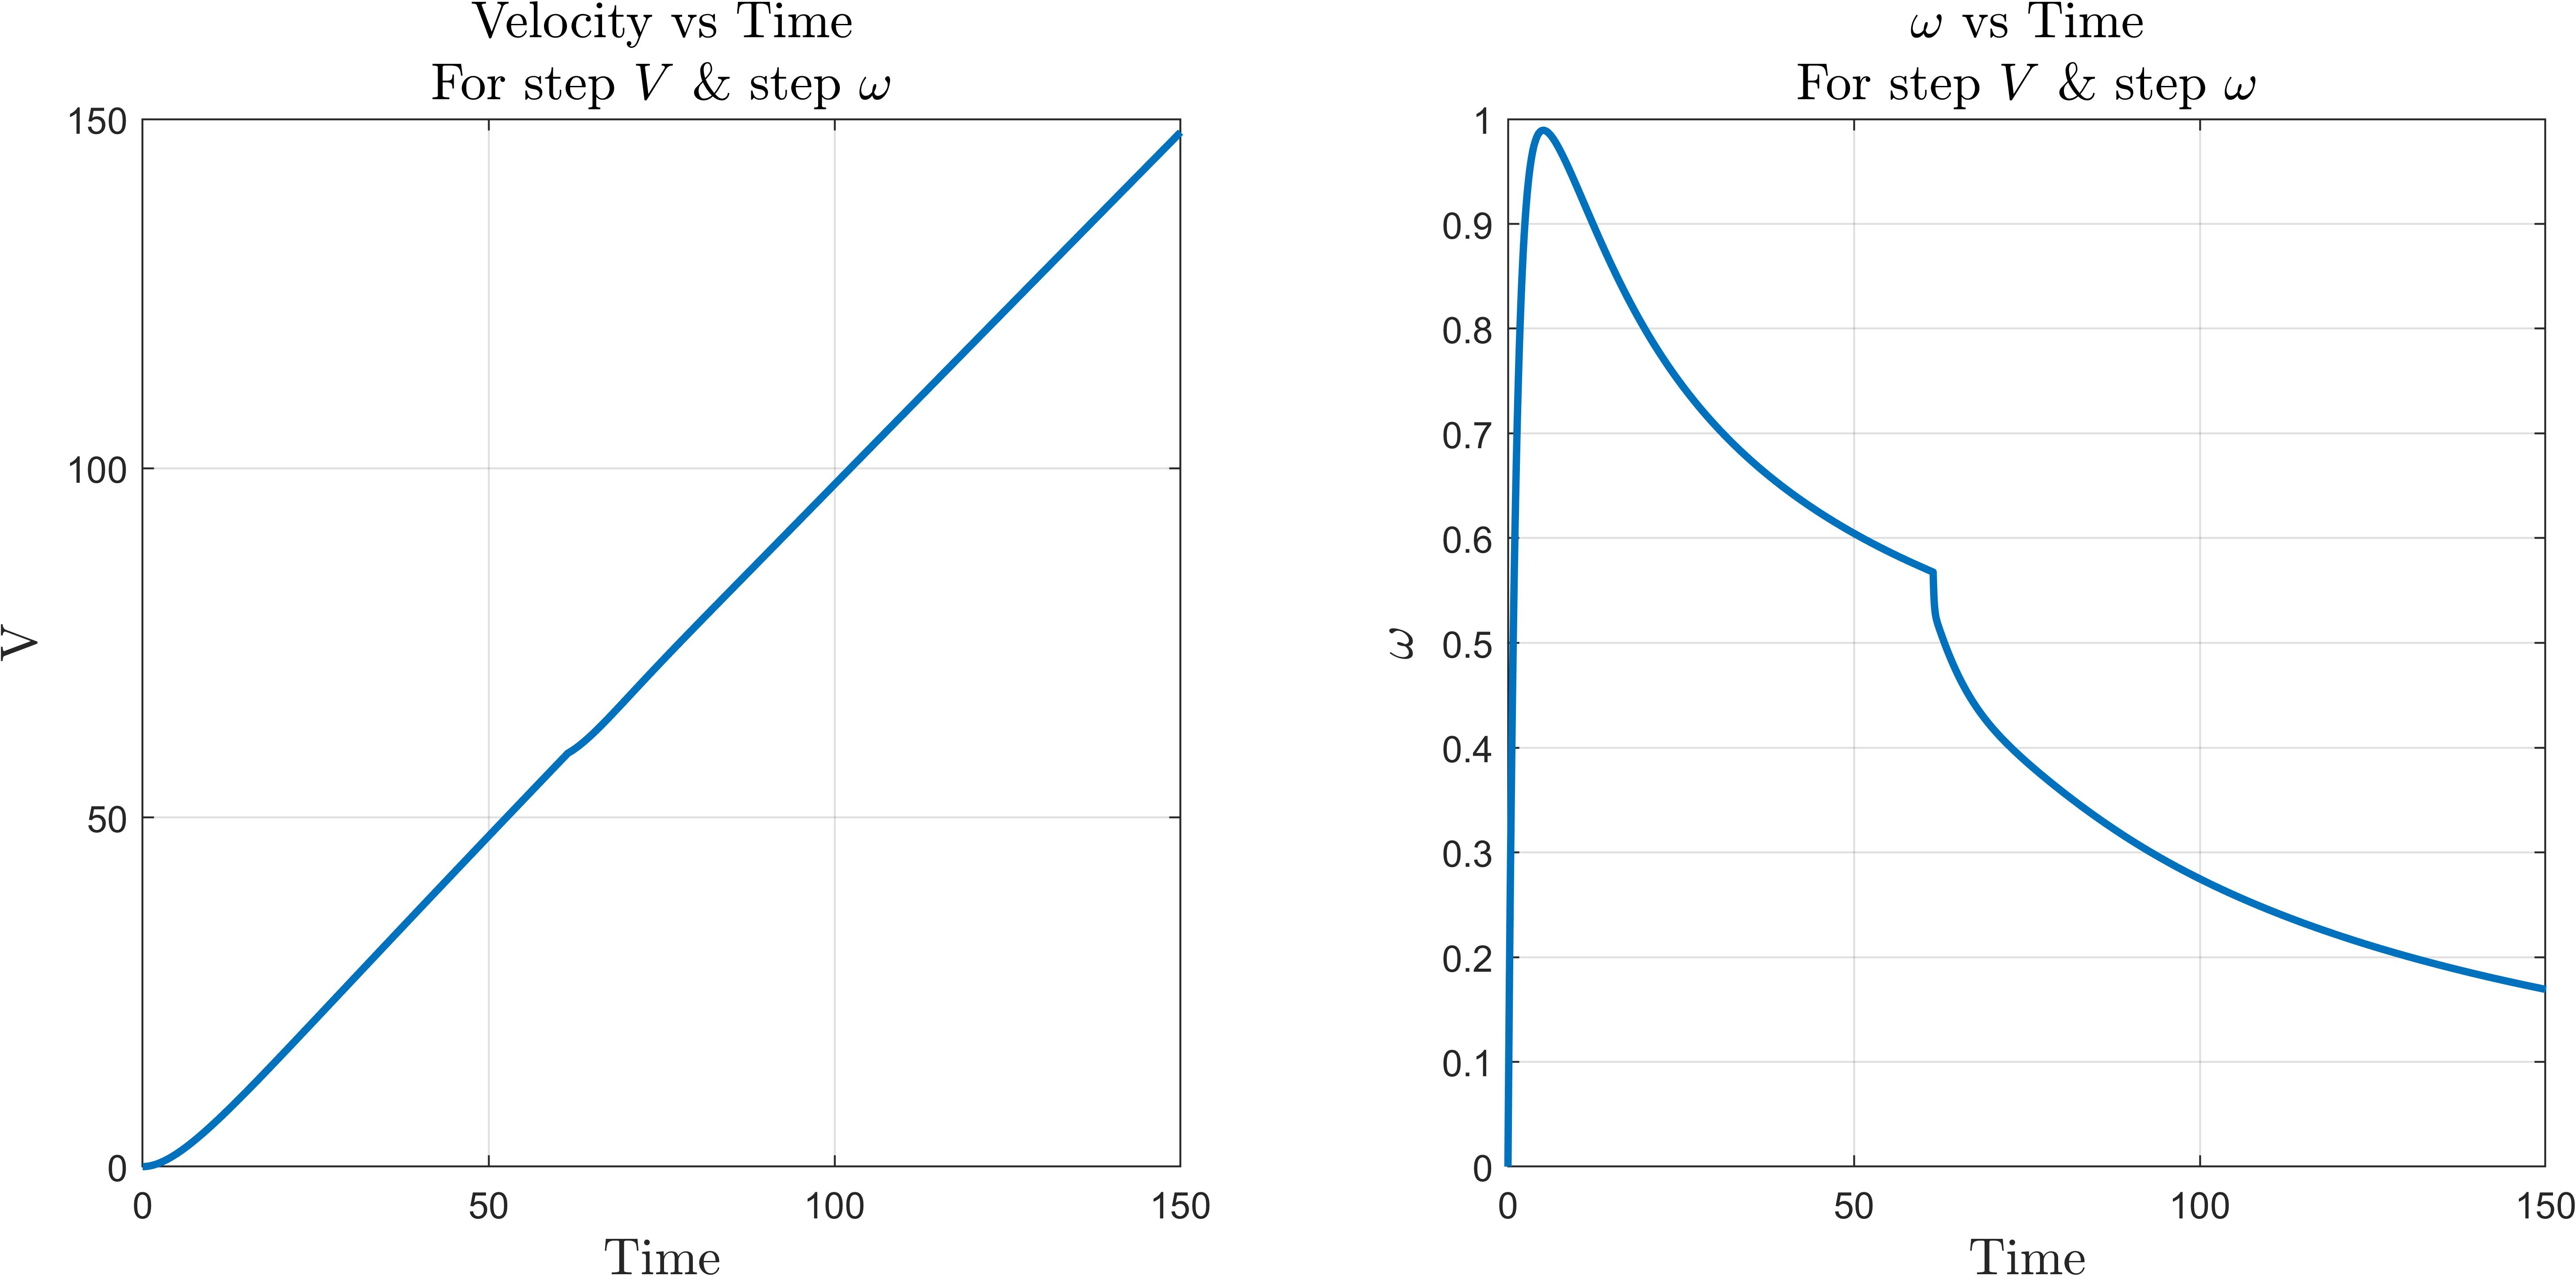 Velocity vs Time
For step V & step ω
150
100
50
0
V
0 50 100 150
Time
ω vs Time
For step V & step ω
1
0.9
0.8
0.7
0.6
0.5
0.4
0.3
0.2
0.1
0
ω
0 50 100 150
Time